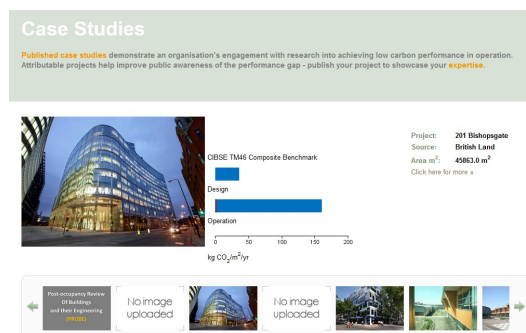 Case Studies
Published case studies demonstrate an organisation's engagement with research into achieving low carbon performance in operation.
Attributable projects help improve public awareness of the performance gap - publish your project to showcase your expertise.
Project: 201 Bishopsgate
Source: British Land
Area m²: 45863.0 m²
Click here for more »
CIBSE TM46 Composite Benchmark
Design
Operation
0 50 100 150 200
kg CO₂/m²/yr
Post-occupancy Review
Of Buildings
and their Engineering
(PROBE)
No image
uploaded
No image
uploaded